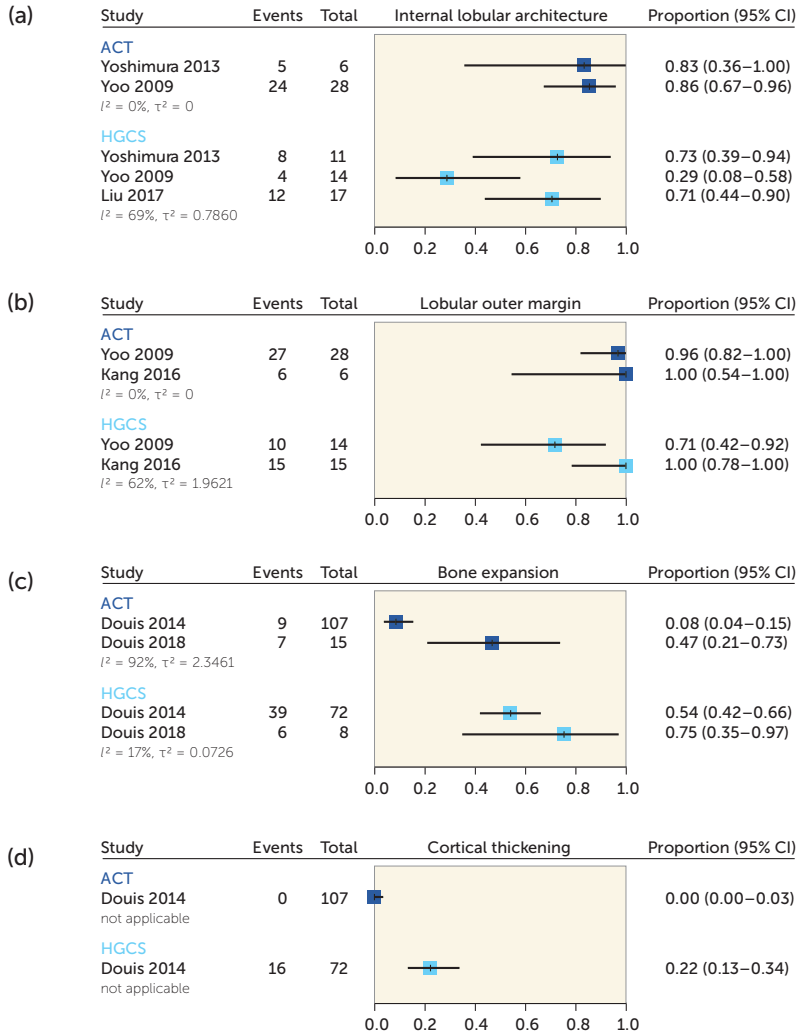 (a)
Study Events Total Internal lobular architecture Proportion (95% CI)
ACT
Yoshimura 2013 5 6 0.83 (0.36–1.00)
Yoo 2009 24 28 0.86 (0.67–0.96)
I² = 0%, τ² = 0
HGCS
Yoshimura 2013 8 11 0.73 (0.39–0.94)
Yoo 2009 4 14 0.29 (0.08–0.58)
Liu 2017 12 17 0.71 (0.44–0.90)
I² = 69%, τ² = 0.7860
0.0 0.2 0.4 0.6 0.8 1.0
(b)
Study Events Total Lobular outer margin Proportion (95% CI)
ACT
Yoo 2009 27 28 0.96 (0.82–1.00)
Kang 2016 6 6 1.00 (0.54–1.00)
I² = 0%, τ² = 0
HGCS
Yoo 2009 10 14 0.71 (0.42–0.92)
Kang 2016 15 15 1.00 (0.78–1.00)
I² = 62%, τ² = 1.9621
0.0 0.2 0.4 0.6 0.8 1.0
(c)
Study Events Total Bone expansion Proportion (95% CI)
ACT
Douis 2014 9 107 0.08 (0.04–0.15)
Douis 2018 7 15 0.47 (0.21–0.73)
I² = 92%, τ² = 2.3461
HGCS
Douis 2014 39 72 0.54 (0.42–0.66)
Douis 2018 6 8 0.75 (0.35–0.97)
I² = 17%, τ² = 0.0726
0.0 0.2 0.4 0.6 0.8 1.0
(d)
Study Events Total Cortical thickening Proportion (95% CI)
ACT
Douis 2014 0 107 0.00 (0.00–0.03)
not applicable
HGCS
Douis 2014 16 72 0.22 (0.13–0.34)
not applicable
0.0 0.2 0.4 0.6 0.8 1.0